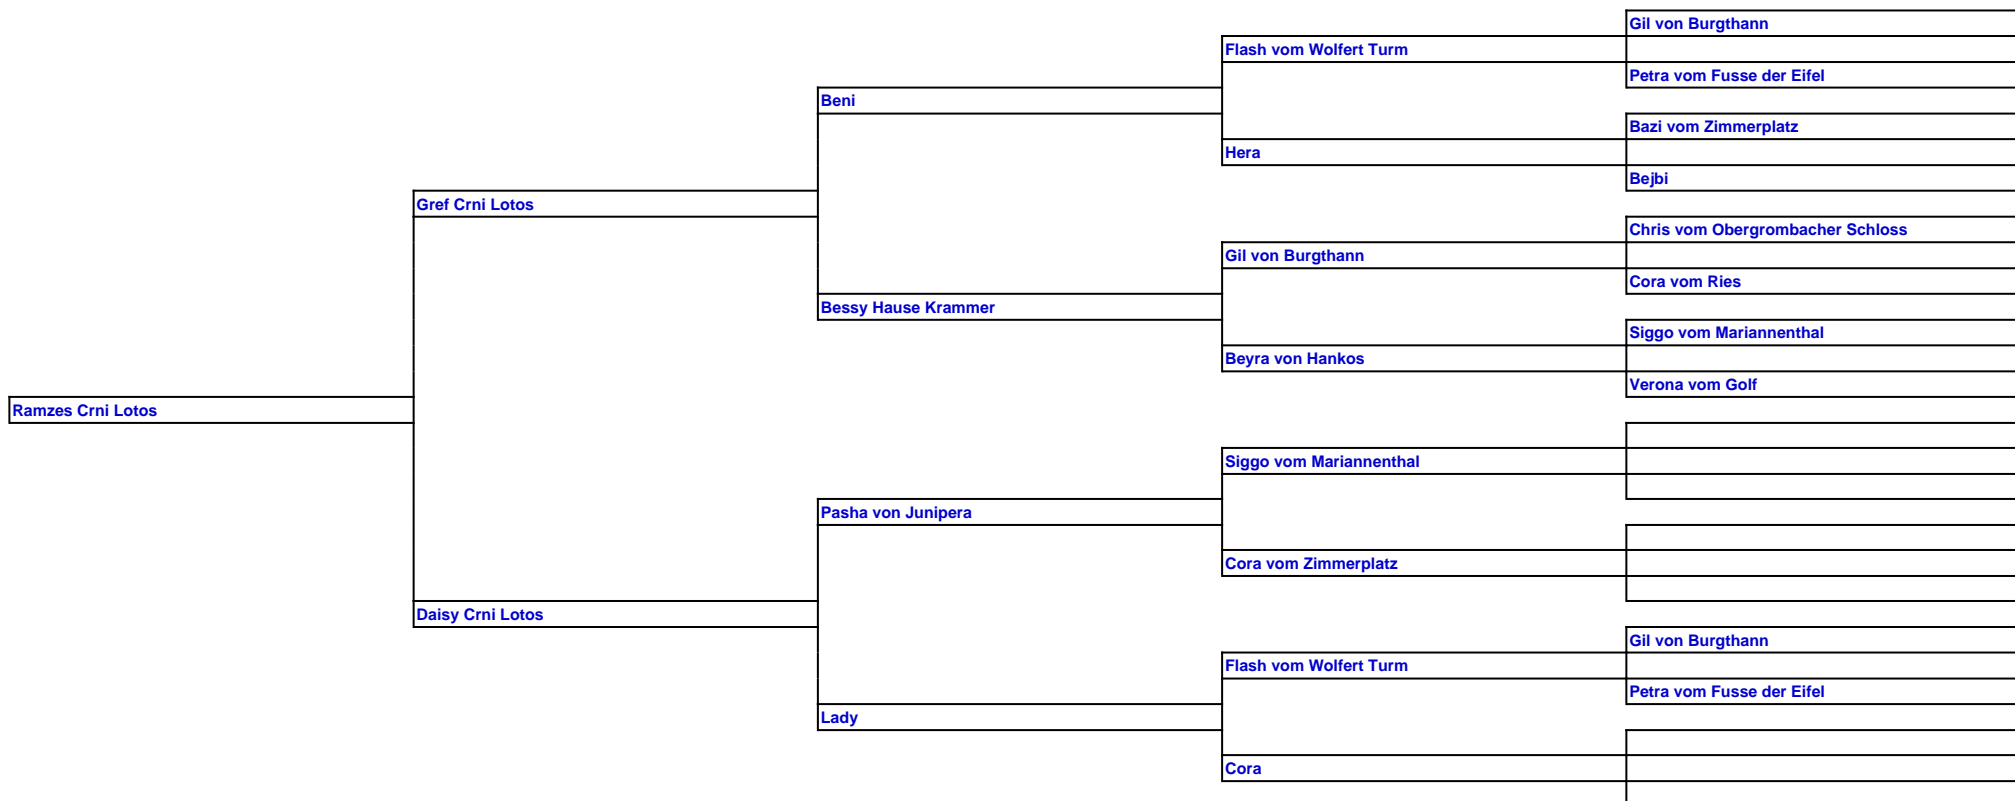 Gil von Burgthann
Flash vom Wolfert Turm
Petra vom Fusse der Eifel
Beni
Bazi vom Zimmerplatz
Hera
Bejbi
Gref Crni Lotos
Chris vom Obergrombacher Schloss
Gil von Burgthann
Cora vom Ries
Bessy Hause Krammer
Siggo vom Mariannenthal
Beyra von Hankos
Verona vom Golf
Ramzes Crni Lotos
Siggo vom Mariannenthal
Pasha von Junipera
Cora vom Zimmerplatz
Daisy Crni Lotos
Gil von Burgthann
Flash vom Wolfert Turm
Petra vom Fusse der Eifel
Lady
Cora